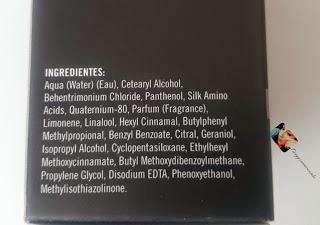 INGREDIENTES:
Aqua (Water) (Eau), Cetearyl Alcohol,
Behentrimonium Chloride, Panthenol, Silk Amino
Acids, Quaternium-80, Parfum (Fragrance),
Limonene, Linalool, Hexyl Cinnamal, Butylphenyl
Methylpropional, Benzyl Benzoate, Citral, Geraniol,
Isopropyl Alcohol, Cyclopentasiloxane, Ethylhexyl
Methoxycinnamate, Butyl Methoxydibenzoylmethane,
Propylene Glycol, Disodium EDTA, Phenoxyethanol,
Methylisothiazolinone.